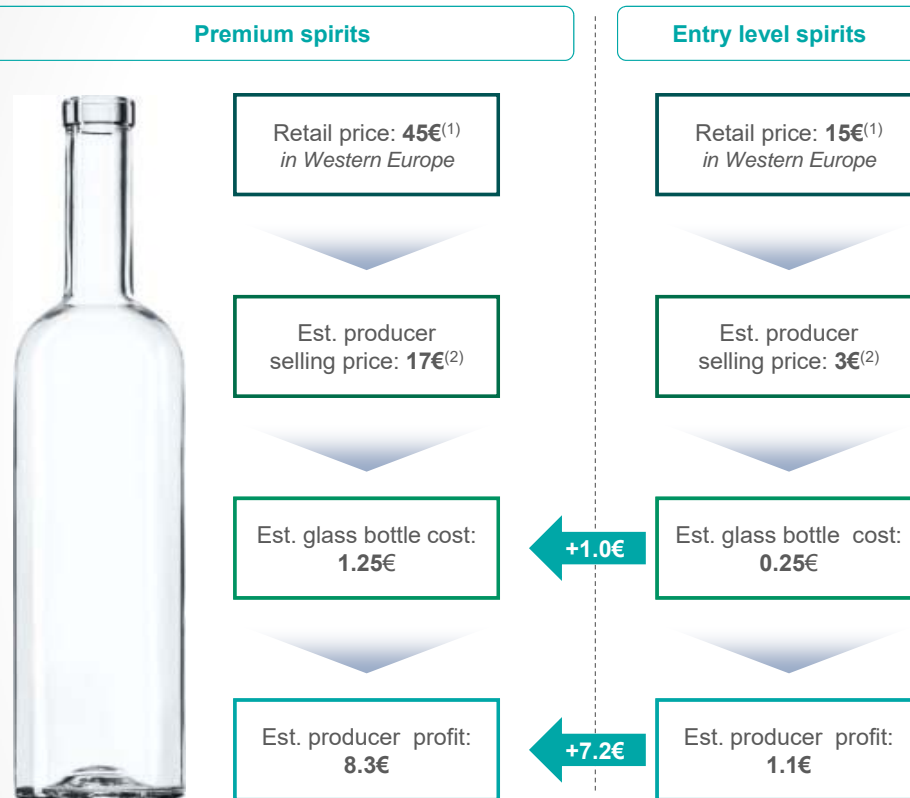 Premium spirits
Entry level spirits
Retail price: 45€(1)
in Western Europe
Retail price: 15€(1)
in Western Europe
Est. producer
selling price: 17€(2)
Est. producer
selling price: 3€(2)
Est. glass bottle cost:
1.25€
+1.0€
Est. glass bottle cost:
0.25€
Est. producer profit:
8.3€
+7.2€
Est. producer profit:
1.1€